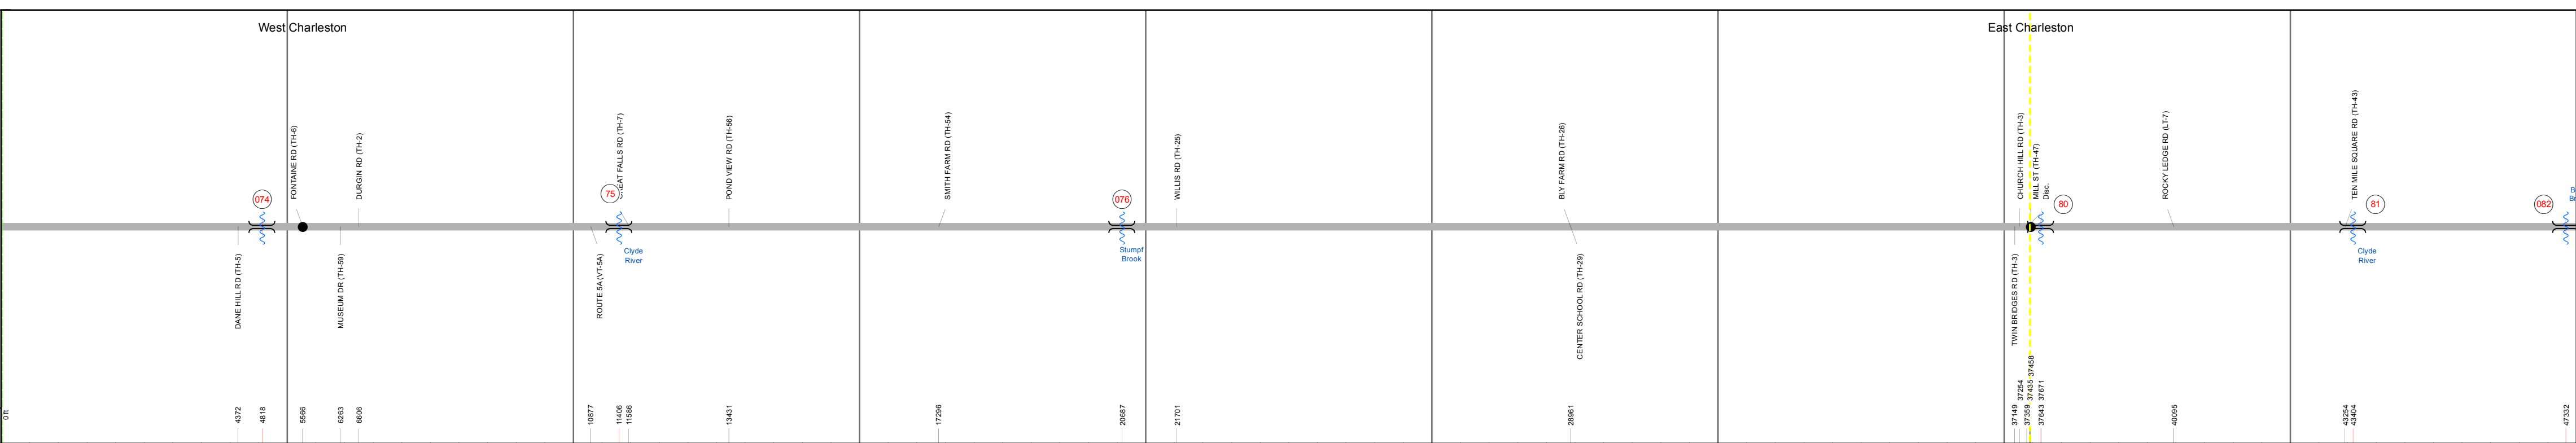 West Charleston
East Charleston
FONTAINE RD (TH-6)
DURGIN RD (TH-2)
EAT FALLS RD (TH-7)
POND VIEW RD (TH-56)
SMITH FARM RD (TH-54)
WILLIS RD (TH-25)
BLY FARM RD (TH-26)
CHURCH HILL RD (TH-3)
MILL ST (TH-47)
Disc.
ROCKY LEDGE RD (LT-7)
TEN MILE SQUARE RD (TH-43)
074
75
076
80
81
082
Clyde
River
Stumpf
Brook
Clyde
River
DANE HILL RD (TH-5)
MUSEUM DR (TH-59)
ROUTE 5A (VT-5A)
CENTER SCHOOL RD (TH-29)
TWIN BRIDGES RD (TH-3)
0 ft
4372
4818
5566
6263
6606
10877
11406
11586
13431
17296
20687
21701
28961
37149
37254
37359
37435
37458
37643
37671
40095
43254
43404
47332